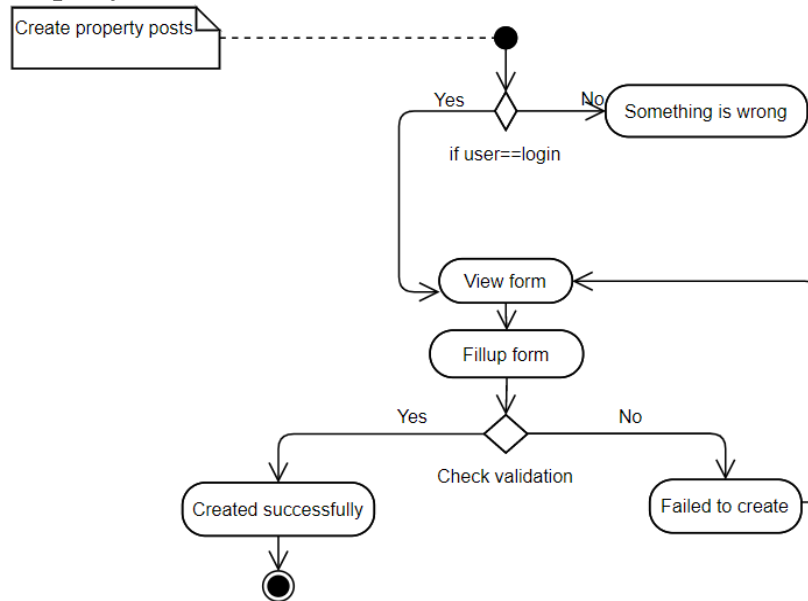 Create property posts
Yes
No
Something is wrong
if user==login
View form
Fillup form
Yes
No
Check validation
Created successfully
Failed to create